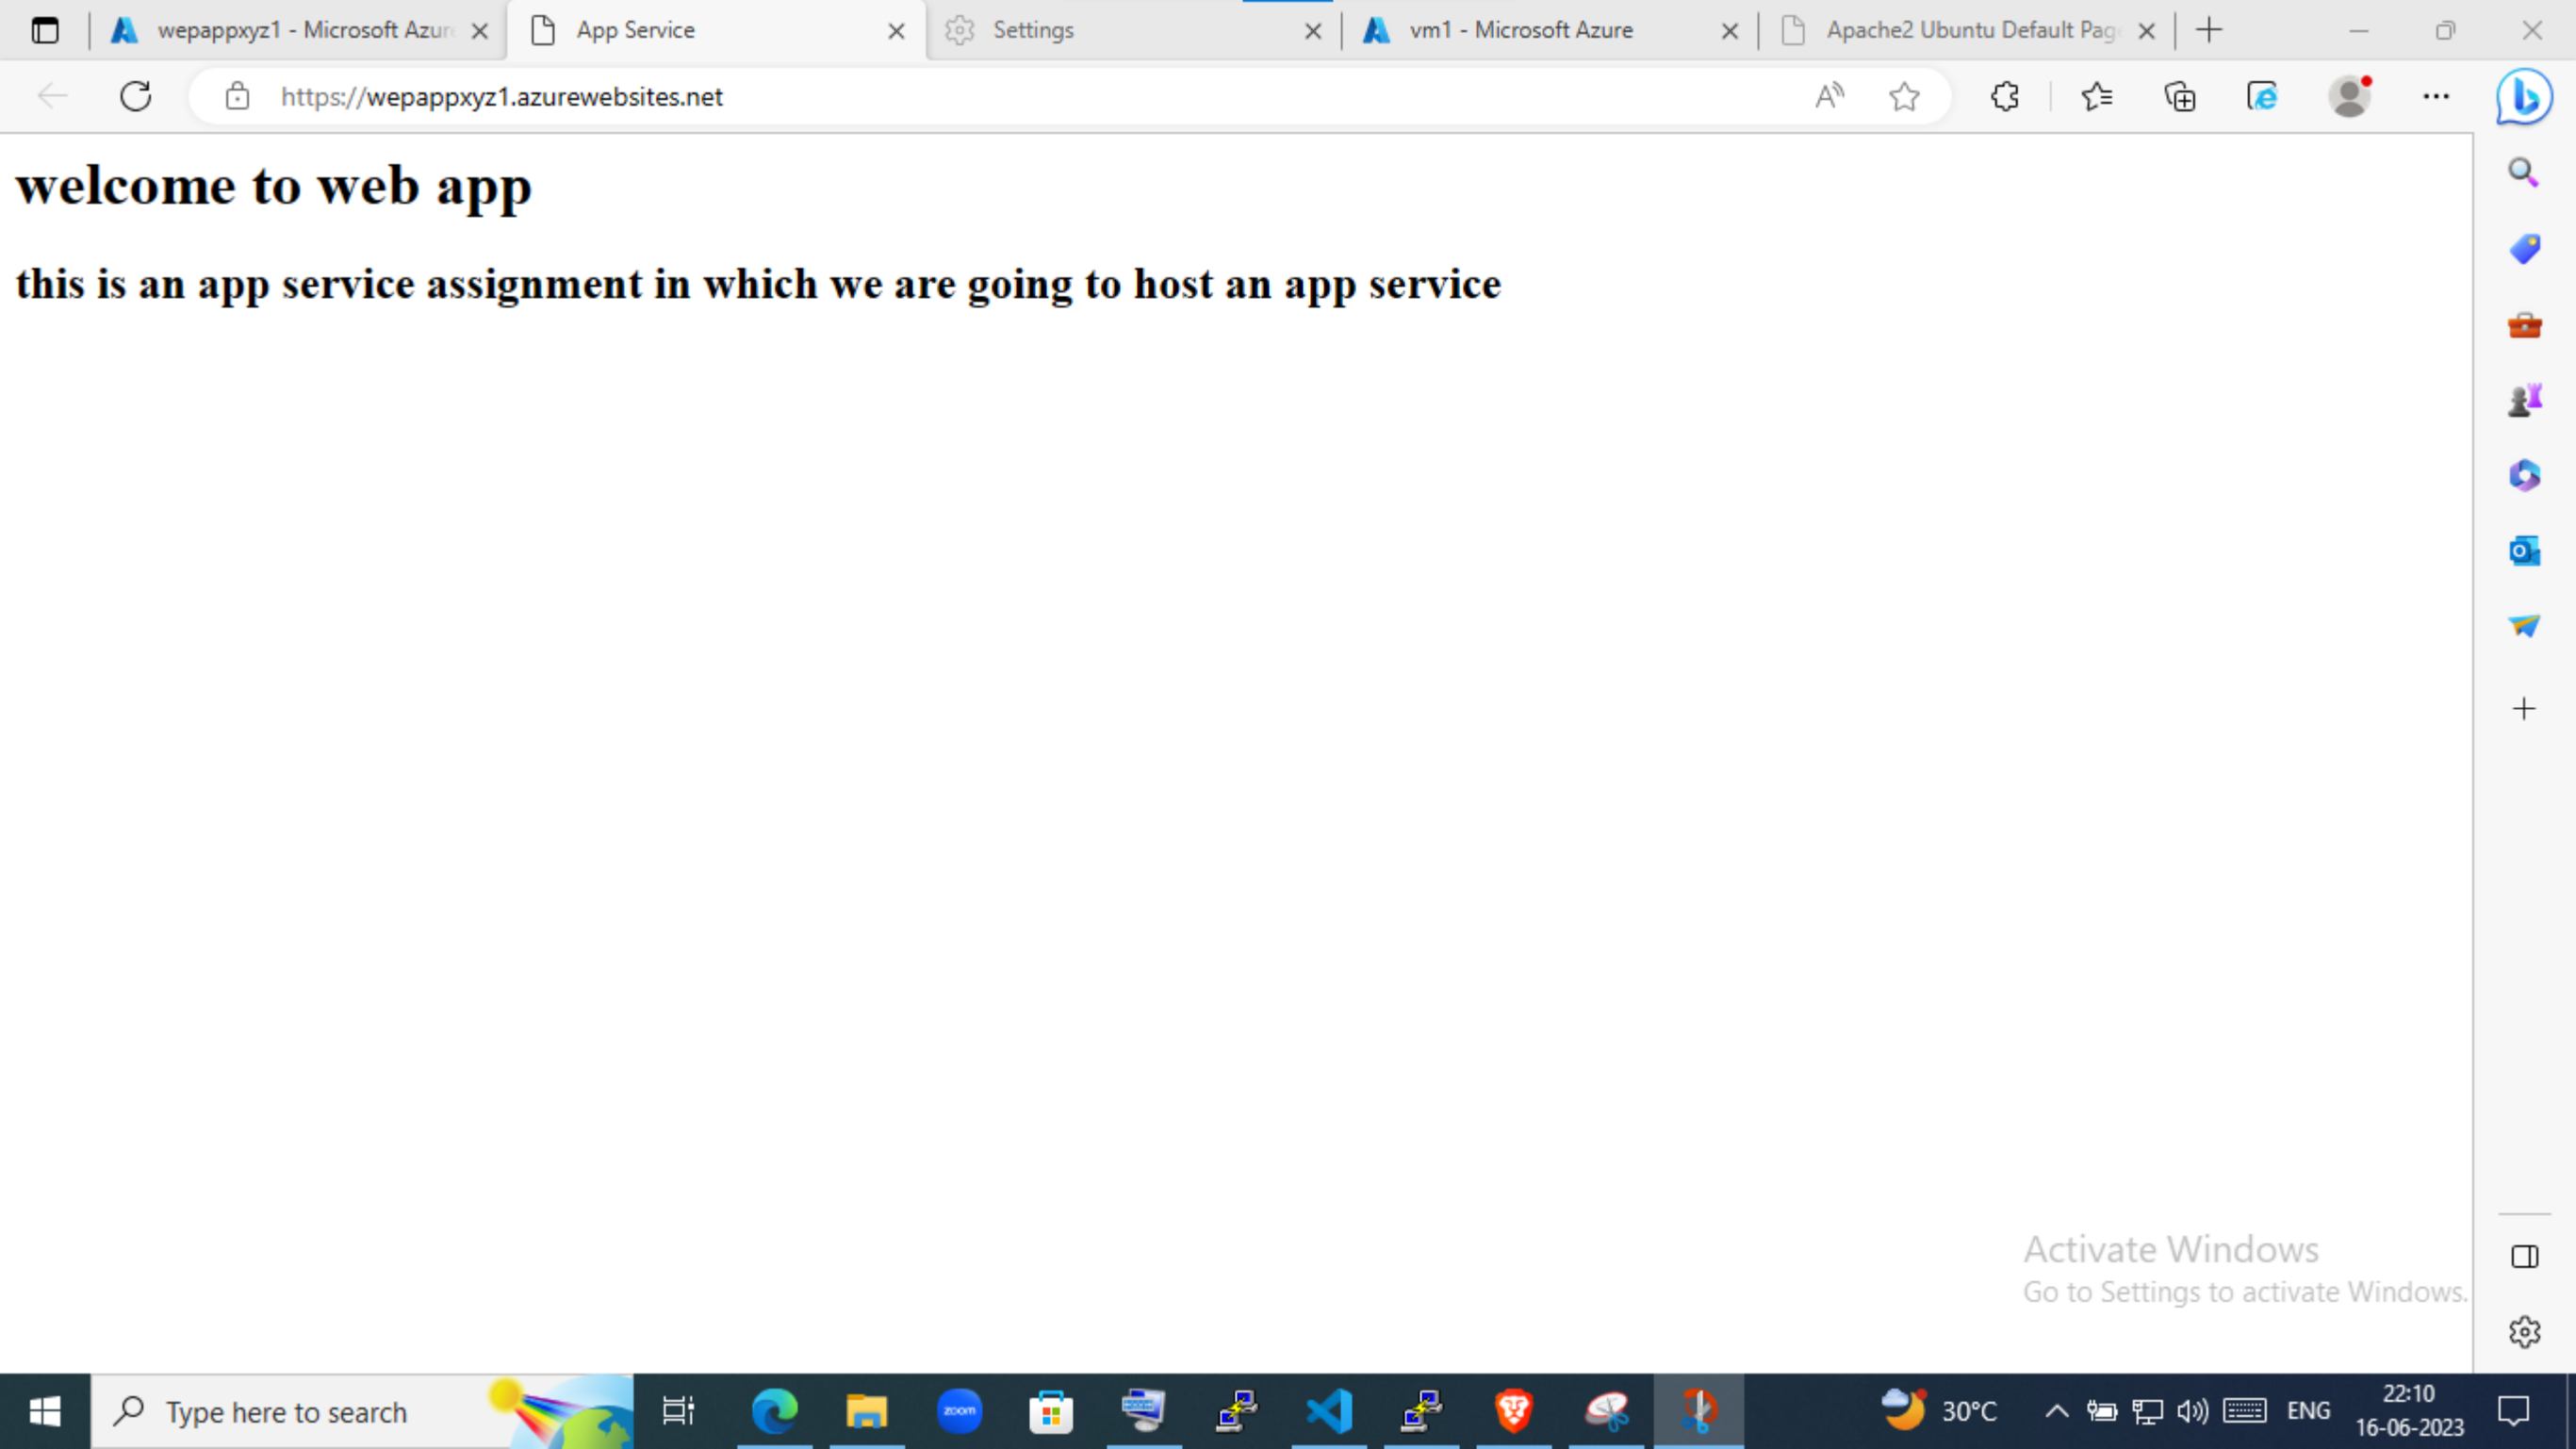 wepappxyz1 - Microsoft Azur
App Service
Settings
vm1 - Microsoft Azure
Apache2 Ubuntu Default Pag
https://wepappxyz1.azurewebsites.net
welcome to web app
this is an app service assignment in which we are going to host an app service
Activate Windows
Go to Settings to activate Windows.
Type here to search
zoom
30°C
ENG
22:10
16-06-2023